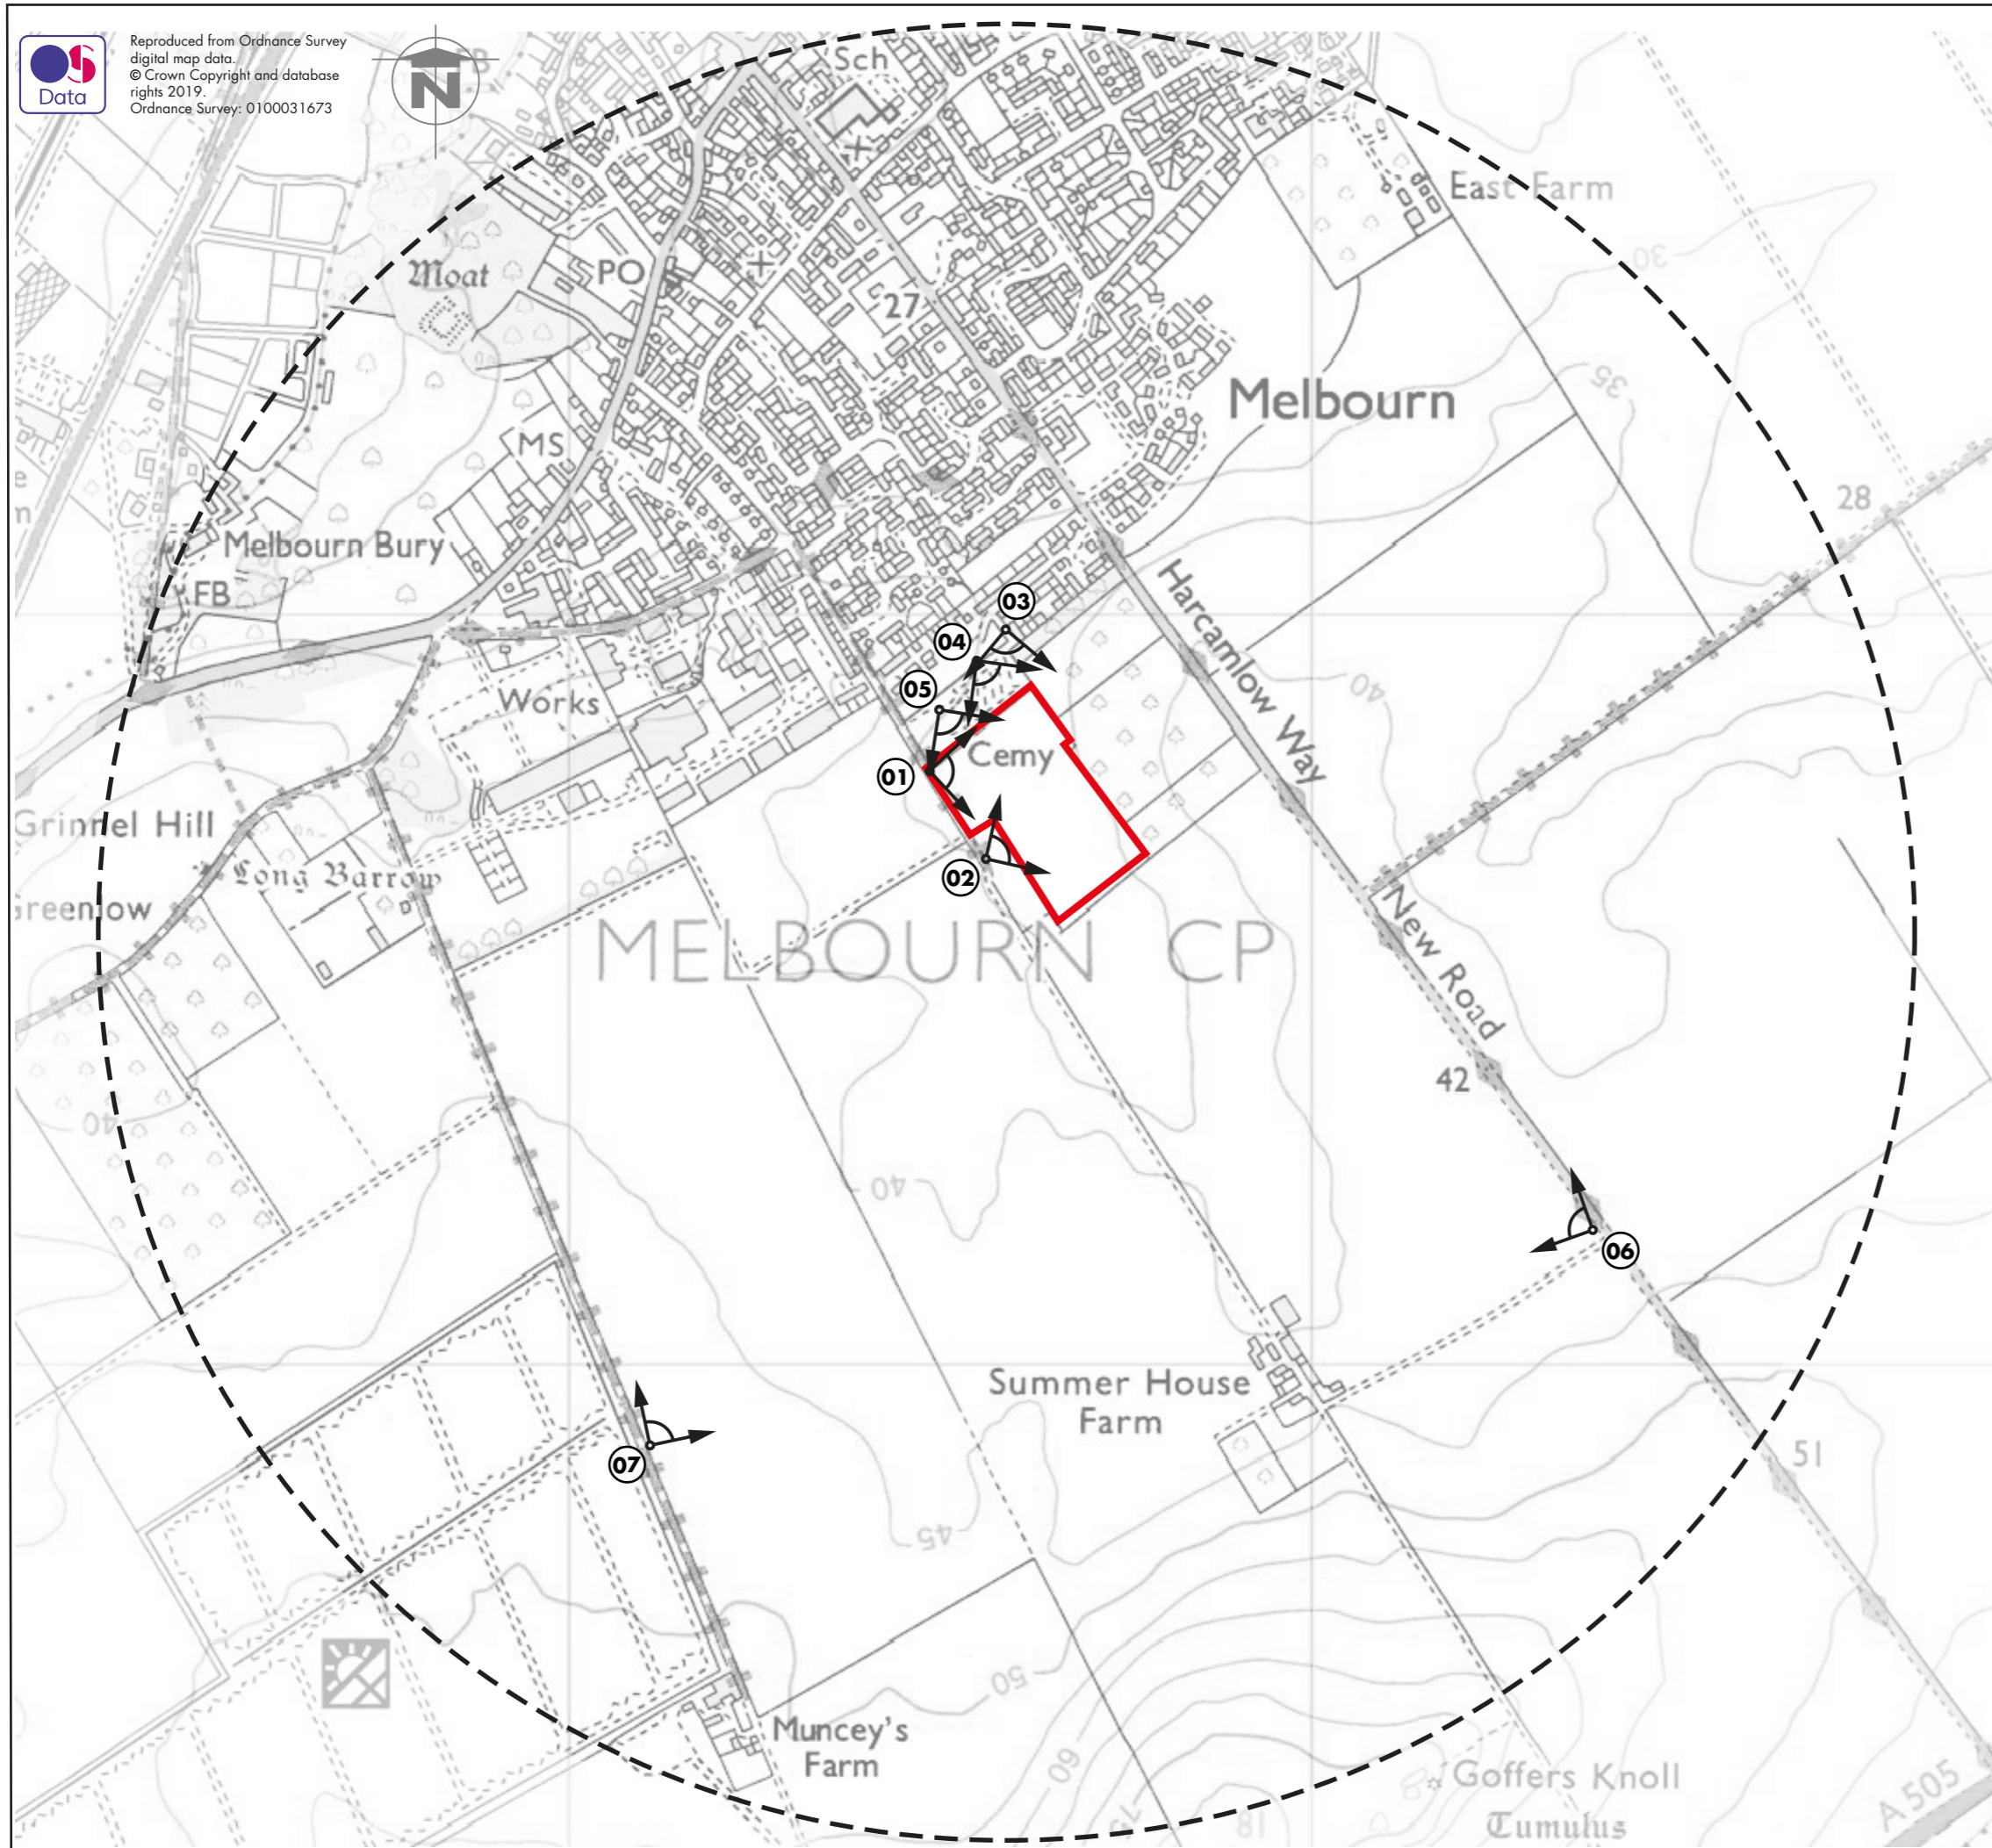 Data
Reproduced from Ordnance Survey
digital map data.
© Crown Copyright and database
rights 2019.
Ordnance Survey: 0100031673
N
Sch
East Farm
30
Moat
PO
27
35
Melbourn
MS
28
Melbourn Bury
FB
03
Harcamlow Way
04
40
05
Works
Cemy
01
Grinnel Hill
Long Barrow
02
New Road
MELBOURN CP
42
40
40
06
Summer House
Farm
07
51
45
50
Muncey's
Farm
60
Goffers Knoll
Tumulus
A 505